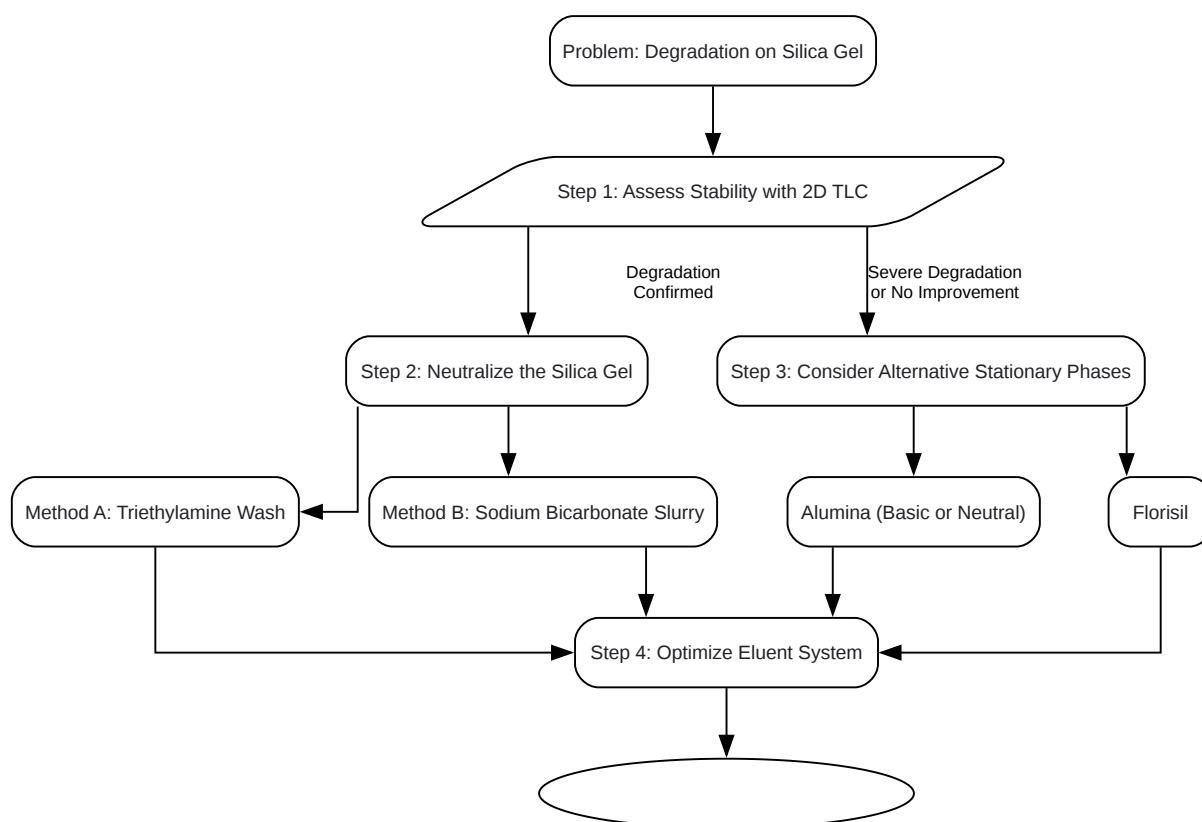 Problem: Degradation on Silica Gel
Step 1: Assess Stability with 2D TLC
Degradation
Confirmed
Severe Degradation
or No Improvement
Step 2: Neutralize the Silica Gel
Step 3: Consider Alternative Stationary Phases
Method A: Triethylamine Wash
Method B: Sodium Bicarbonate Slurry
Alumina (Basic or Neutral)
Florisil
Step 4: Optimize Eluent System